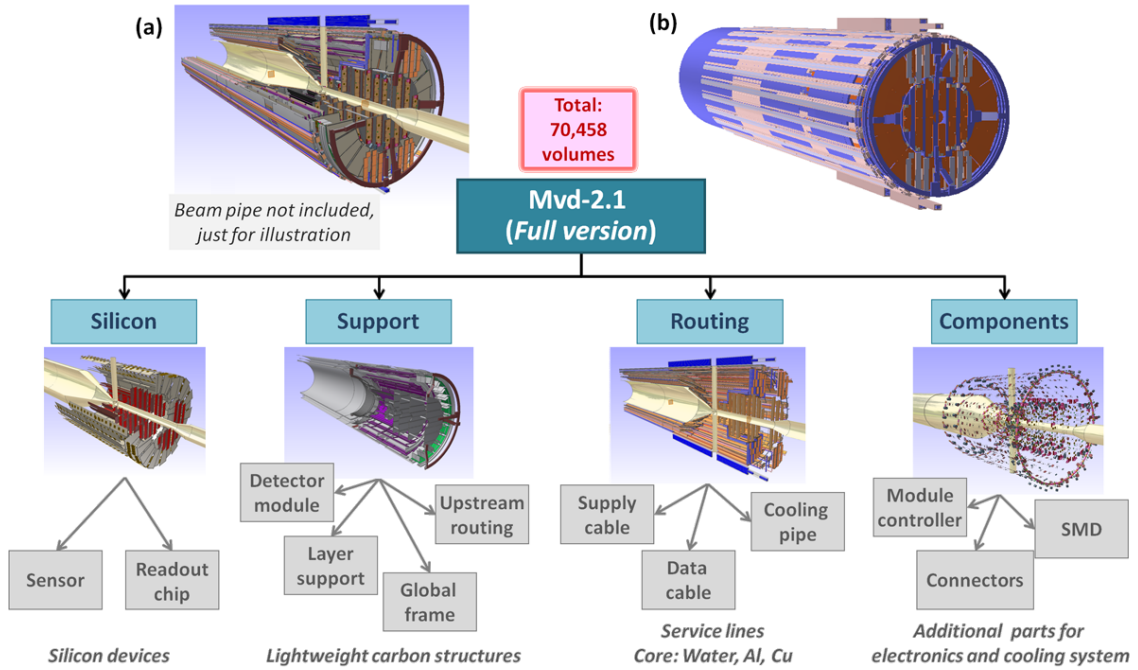 (a)
(b)
Total:
70,458
volumes
Beam pipe not included,
just for illustration
Mvd-2.1
(Full version)
Silicon
Support
Routing
Components
Detector
module
Upstream
routing
Layer
support
Global
frame
Sensor
Readout
chip
Supply
cable
Cooling
pipe
Data
cable
Module
controller
SMD
Connectors
Silicon devices
Lightweight carbon structures
Service lines
Core: Water, Al, Cu
Additional parts for
electronics and cooling system